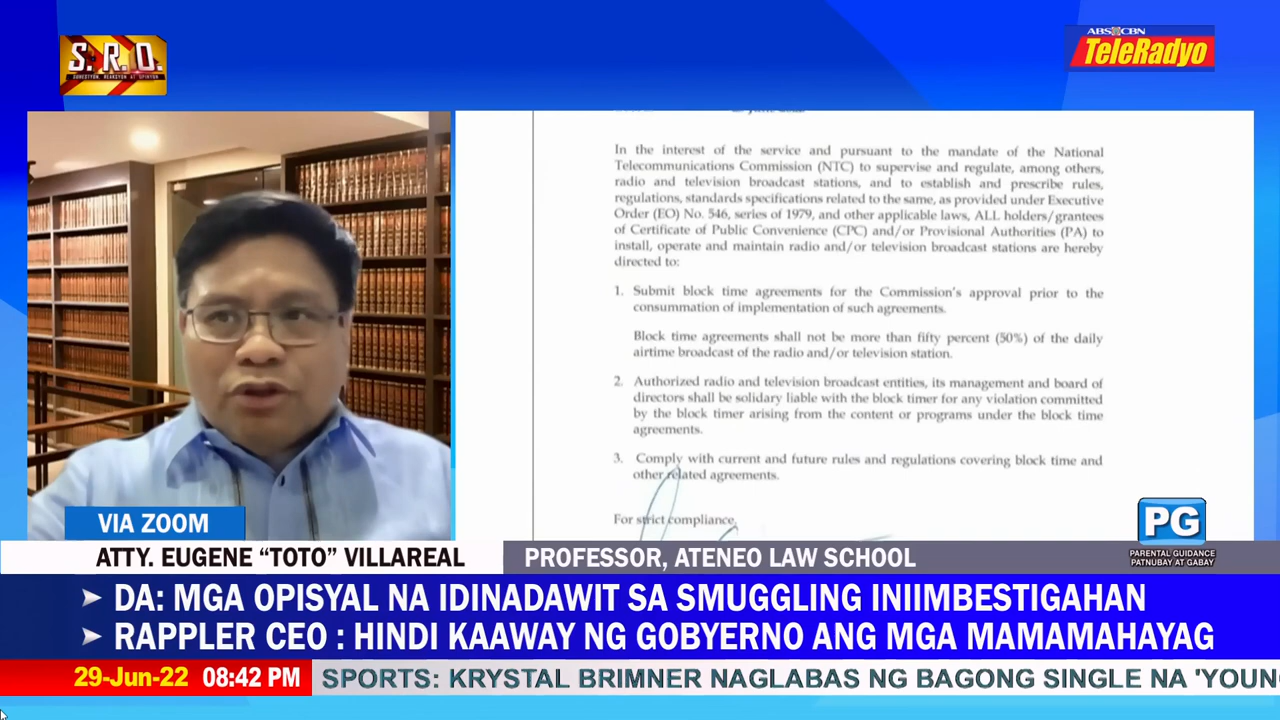 S.R.O.
SUHESTYON, REAKSYON AT OPINYON
ABS-CBN
TeleRadyo
In the interest of the service and pursuant to the mandate of the National
Telecommunications Commission (NTC) to supervise and regulate, among others,
radio and television broadcast stations, and to establish and prescribe rules,
regulations, standards specifications related to the same, as provided under Executive
Order (EO) No. 546, series of 1979, and other applicable laws, ALL holders/grantees
of Certificate of Public Convenience (CPC) and/or Provisional Authorities (PA) to
install, operate and maintain radio and/or television broadcast stations are hereby
directed to:
1. Submit block time agreements for the Commission's approval prior to the
consummation of implementation of such agreements.
Block time agreements shall not be more than fifty percent (50%) of the daily
airtime broadcast of the radio and/or television station.
2. Authorized radio and television broadcast entities, its management and board of
directors shall be solidary liable with the block timer for any violation committed
by the block timer arising from the content or programs under the block time
agreements.
3. Comply with current and future rules and regulations covering block time and
other related agreements.
For strict compliance.
VIA ZOOM
PG
PARENTAL GUIDANCE
PATNUBAY AT GABAY
ATTY. EUGENE “TOTO” VILLAREAL
PROFESSOR, ATENEO LAW SCHOOL
DA: MGA OPISYAL NA IDINADAWIT SA SMUGGLING INIIMBESTIGAHAN
RAPPLER CEO : HINDI KAAWAY NG GOBYERNO ANG MGA MAMAMAHAYAG
29-Jun-22 08:42 PM
SPORTS: KRYSTAL BRIMNER NAGLABAS NG BAGONG SINGLE NA 'YOUNG